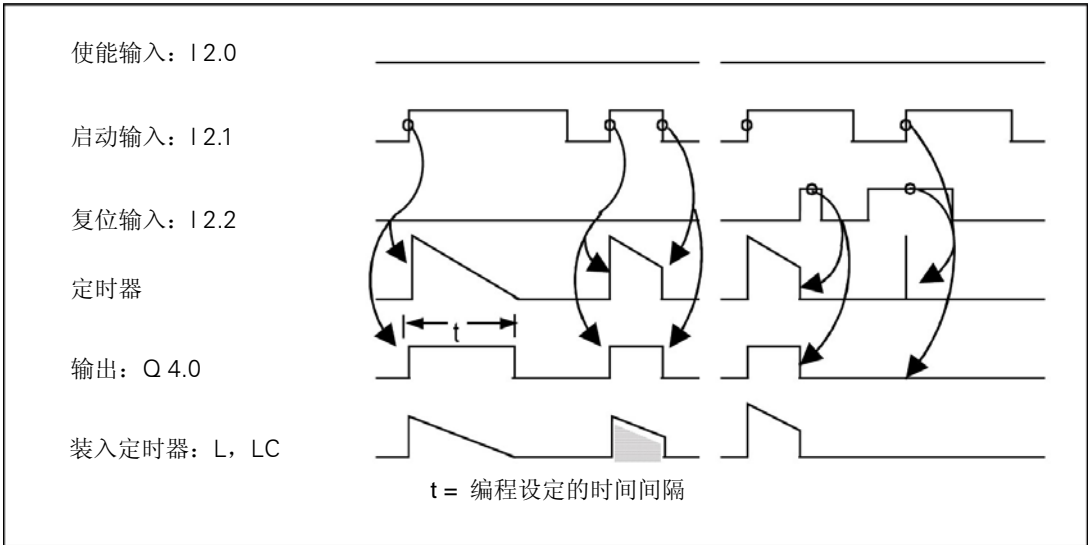 使能输入：I 2.0
启动输入：I 2.1
复位输入：I 2.2
定时器
t
输出：Q 4.0
装入定时器：L，LC
t = 编程设定的时间间隔